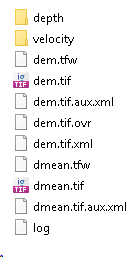 depth
velocity
dem.tfw
dem.tif
dem.tif.aux.xml
dem.tif.ovr
dem.tif.xml
dmean.tfw
dmean.tif
dmean.tif.aux.xml
log